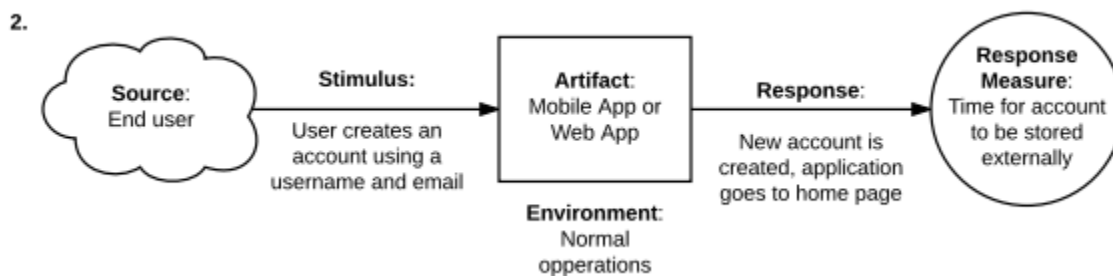 2.
Source:
End user
Stimulus:
User creates an
account using a
username and email
Artifact:
Mobile App or
Web App
Environment:
Normal
opperations
Response:
New account is
created, application
goes to home page
Response
Measure:
Time for account
to be stored
externally